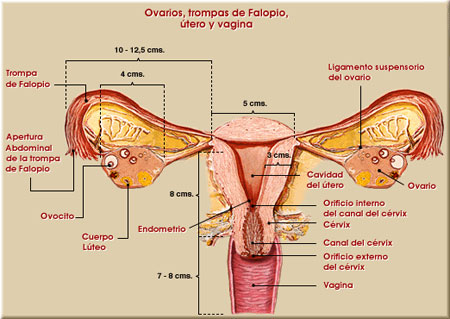 Ovarios, trompas de Falopio,
útero y vagina
10 - 12,5 cms.
Trompa
de Falopio
4 cms.
5 cms.
Ligamento suspensorio
del ovario
Apertura
Abdominal
de la trompa
de Falopio
3 cms.
Cavidad
del útero
Ovario
Ovocito
8 cms.
Orificio interno
del canal del cérvix
Cérvix
Cuerpo
Lúteo
Endometrio
Canal del cérvix
Orificio externo
del cérvix
7 - 8 cms.
Vagina